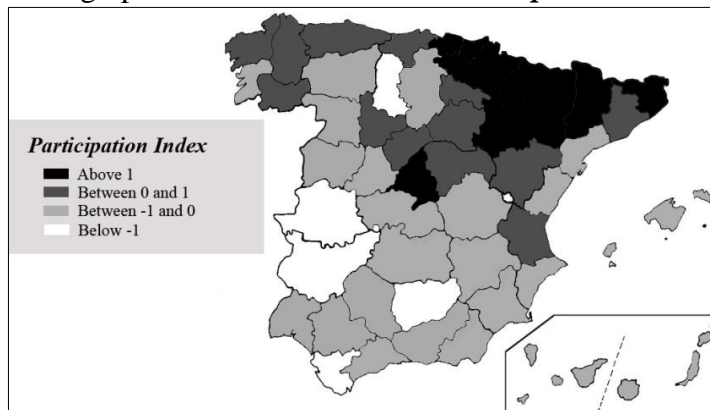 Participation Index
Above 1
Between 0 and 1
Between -1 and 0
Below -1